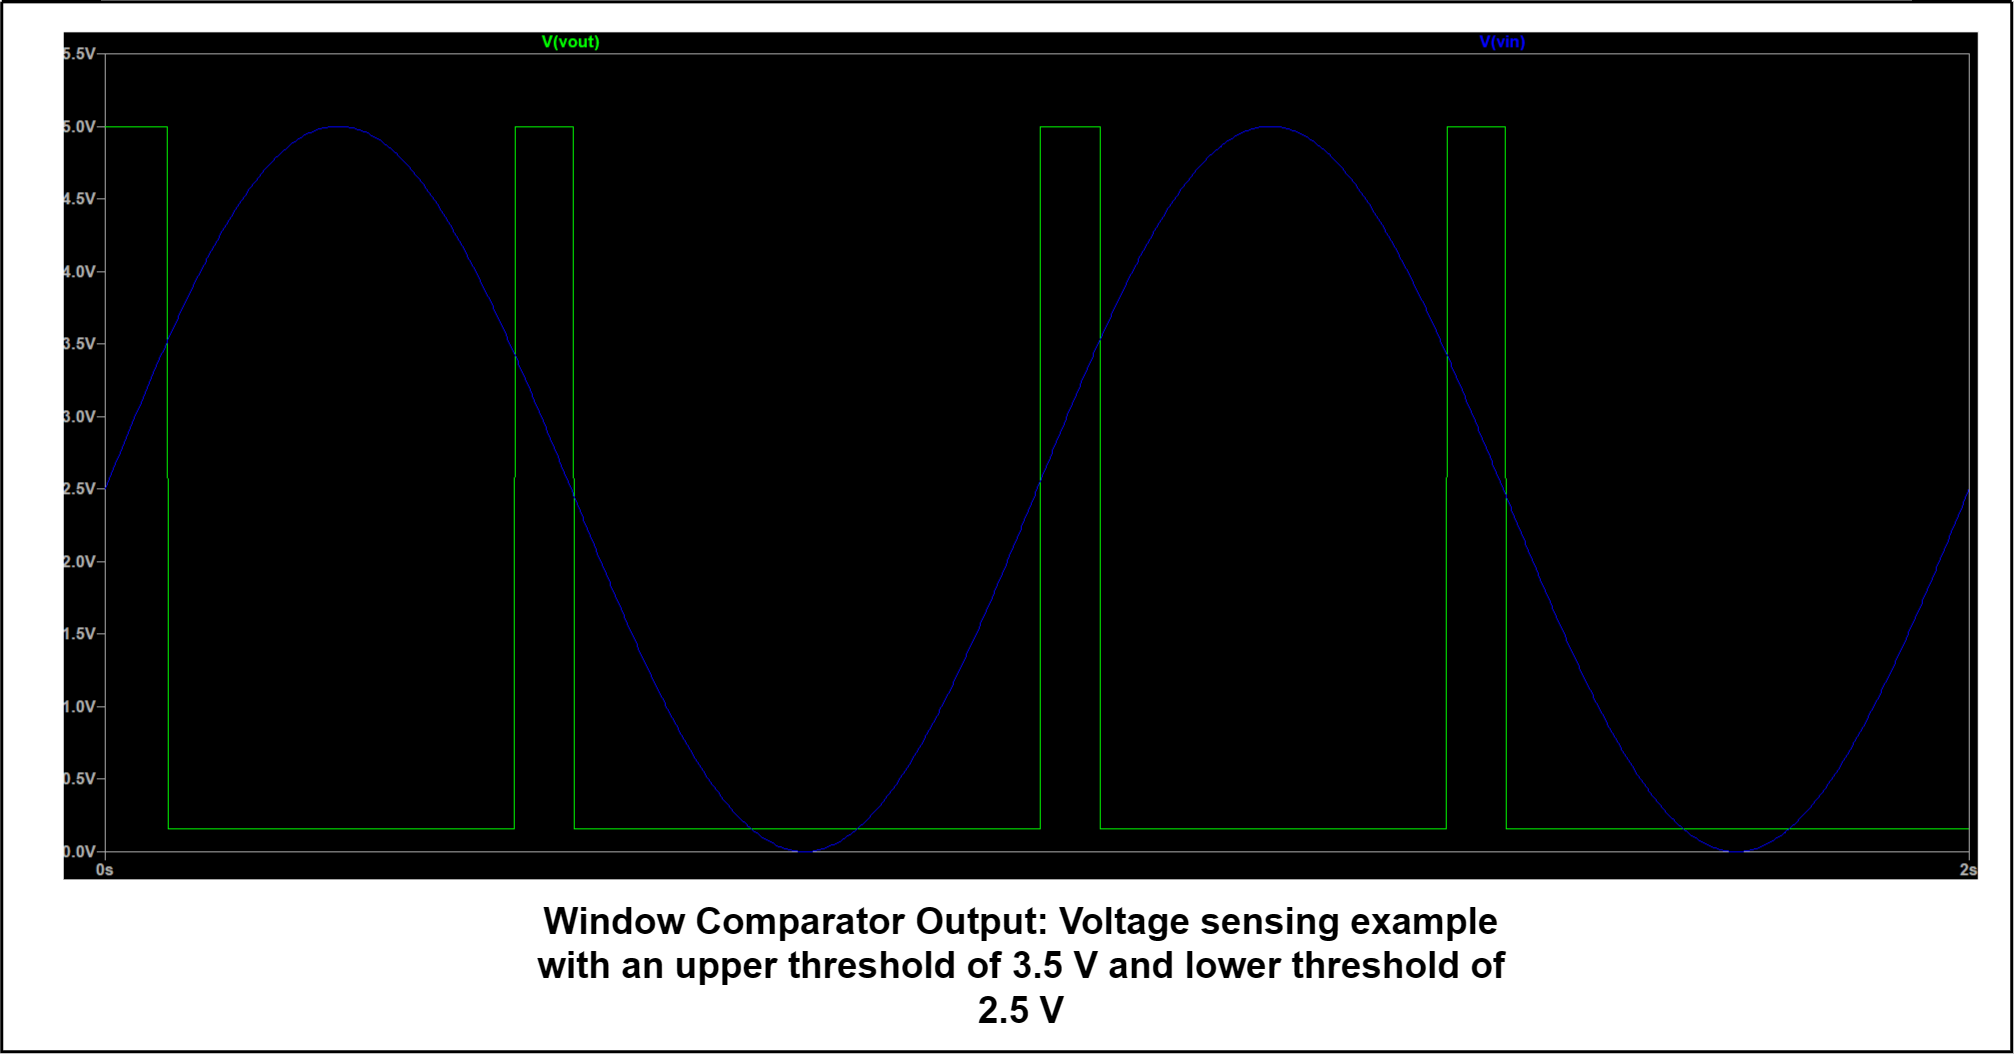 V(vout) V(vin)
5.5V
5.0V
4.5V
4.0V
3.5V
3.0V
2.5V
2.0V
1.5V
1.0V
0.5V
0.0V
0s 2s
Window Comparator Output: Voltage sensing example
with an upper threshold of 3.5 V and lower threshold of
2.5 V